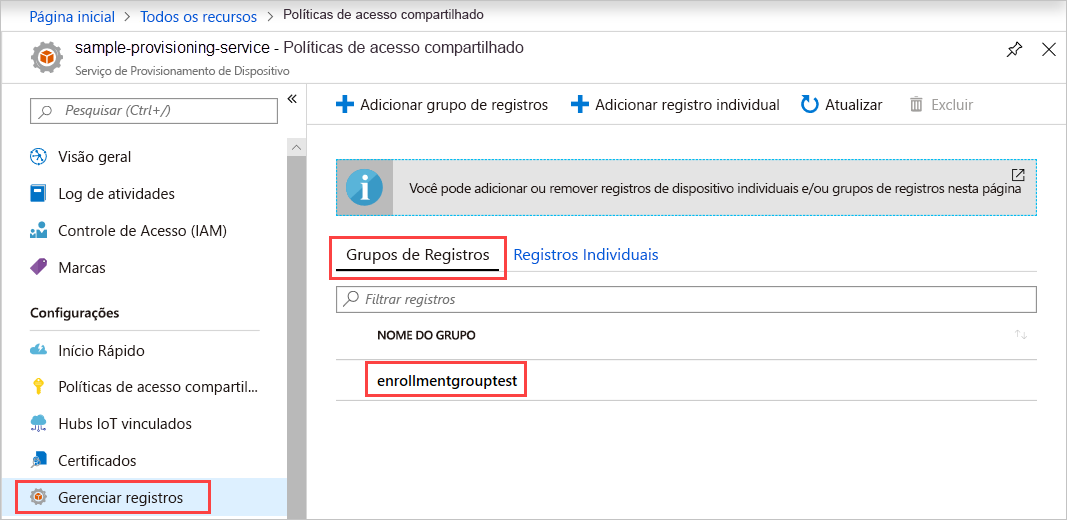 Página inicial > Todos os recursos > Políticas de acesso compartilhado
sample-provisioning-service - Políticas de acesso compartilhado
Serviço de Provisionamento de Dispositivo
Pesquisar (Ctrl+/)
Visão geral
Log de atividades
Controle de Acesso (IAM)
Marcas
Configurações
Início Rápido
Políticas de acesso compartil...
Hubs IoT vinculados
Certificados
Gerenciar registros
Adicionar grupo de registros Adicionar registro individual Atualizar Excluir
Você pode adicionar ou remover registros de dispositivo individuais e/ou grupos de registros nesta página
Grupos de Registros Registros Individuais
Filtrar registros
NOME DO GRUPO
enrollmentgrouptest